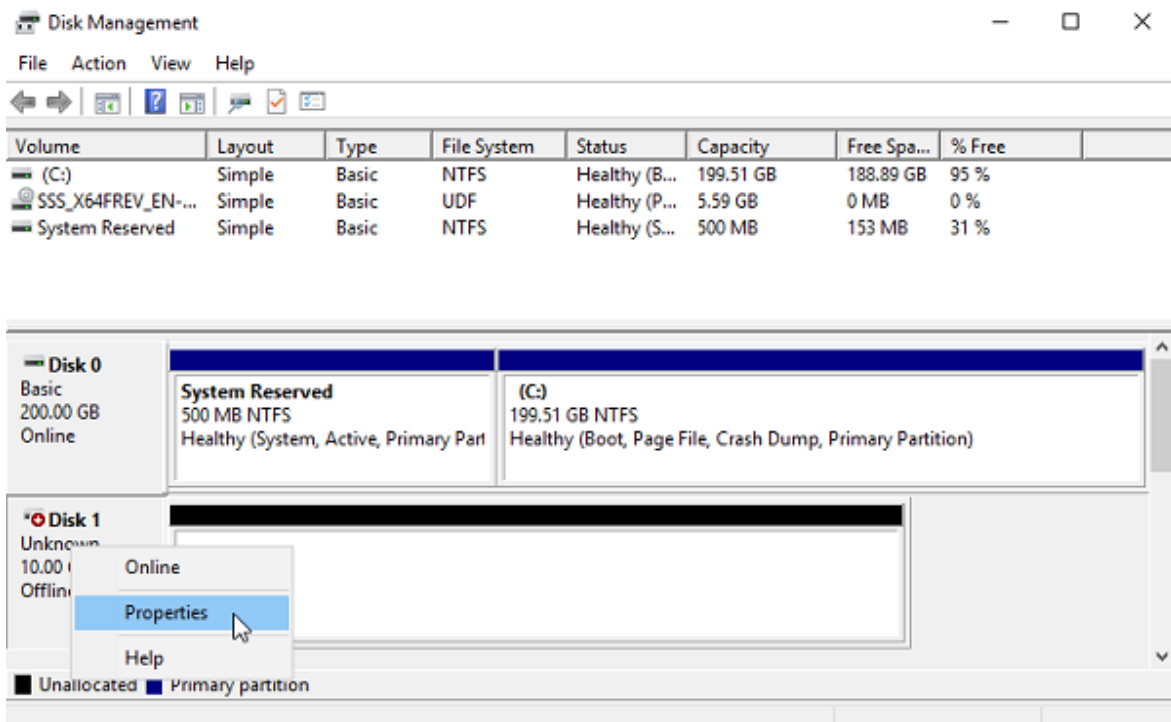 Disk Management
File Action View Help
Volume Layout Type File System Status Capacity Free Spa... % Free
(C:) Simple Basic NTFS Healthy (B... 199.51 GB 188.89 GB 95 %
SSS_X64FREV_EN-... Simple Basic UDF Healthy (P... 5.59 GB 0 MB 0 %
System Reserved Simple Basic NTFS Healthy (S... 500 MB 153 MB 31 %
Disk 0
Basic
200.00 GB
Online
System Reserved
500 MB NTFS
Healthy (System, Active, Primary Part
(C:)
199.51 GB NTFS
Healthy (Boot, Page File, Crash Dump, Primary Partition)
Disk 1
Unknown
10.00
Offline
Online
Properties
Help
Unallocated Primary partition